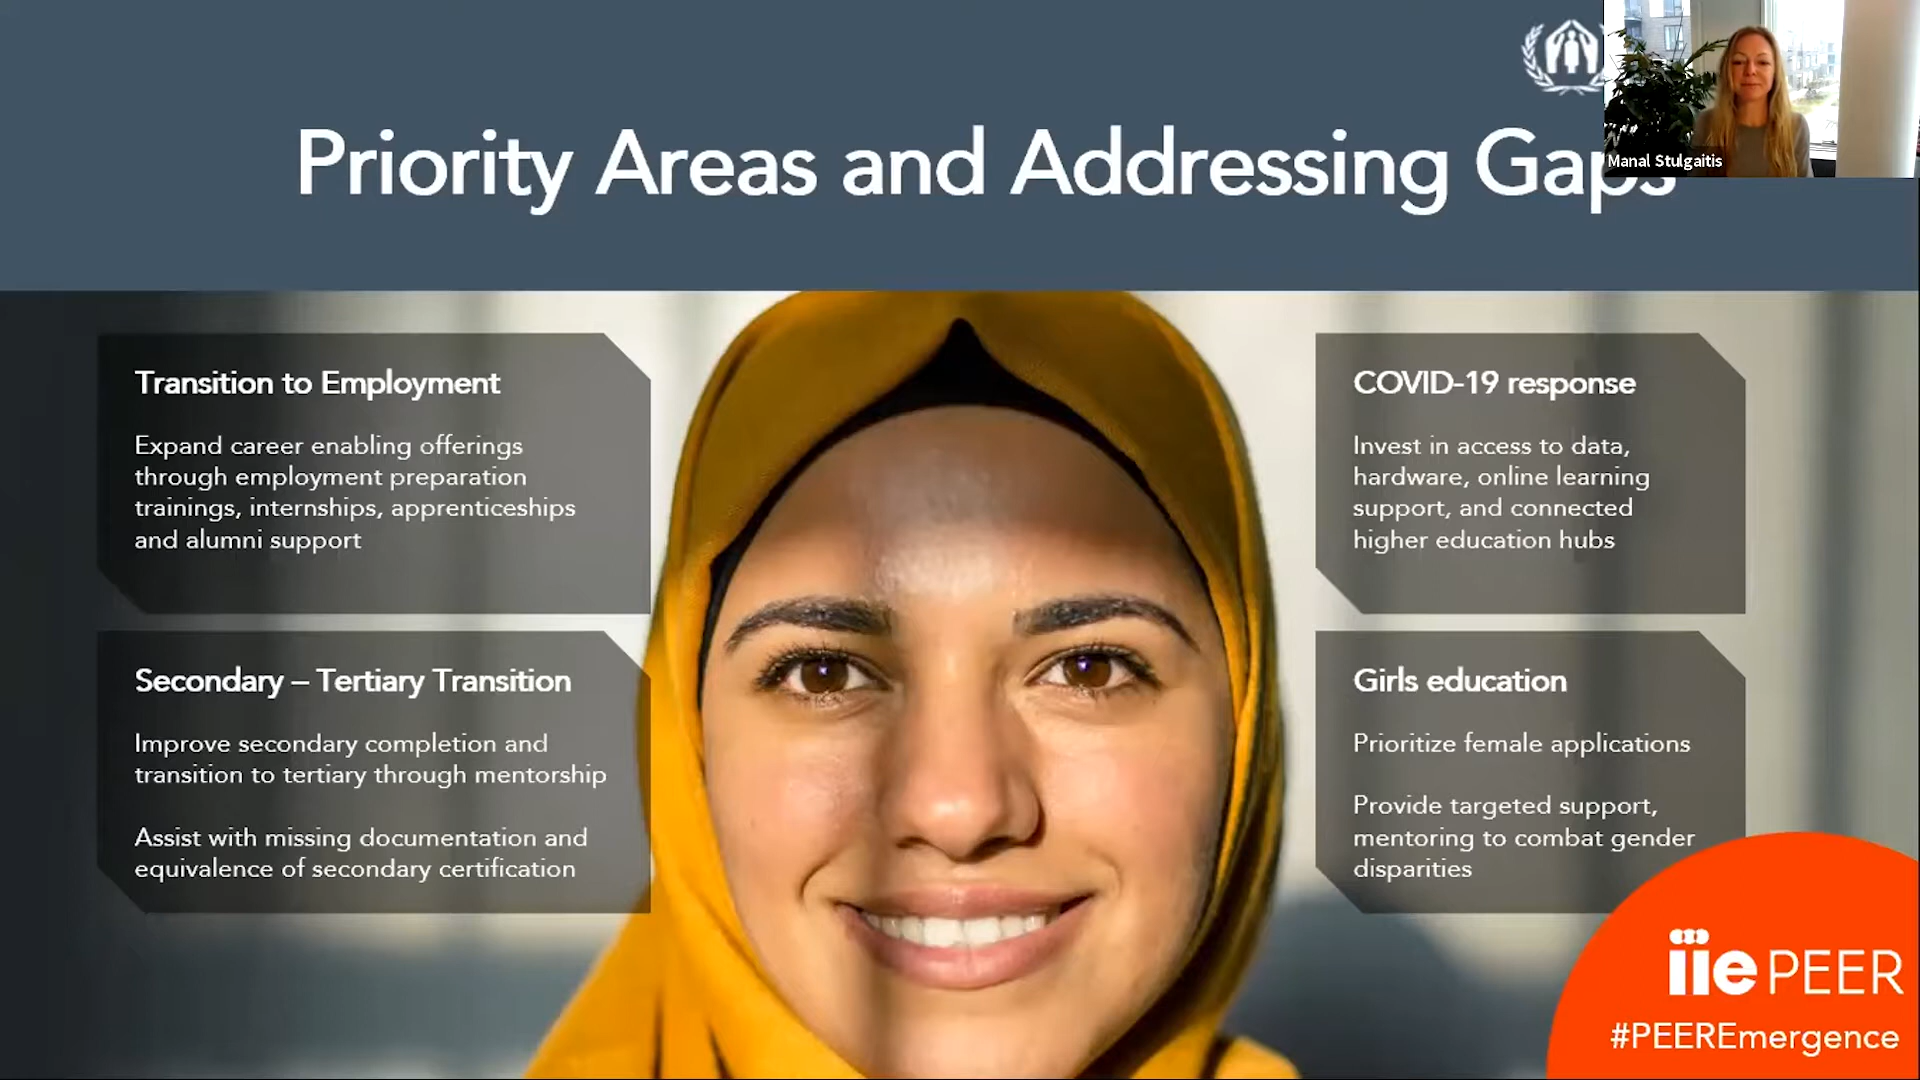 Priority Areas and Addressing Gaps
Manal Stulgaitis
Transition to Employment
Expand career enabling offerings
through employment preparation
trainings, internships, apprenticeships
and alumni support
Secondary – Tertiary Transition
Improve secondary completion and
transition to tertiary through mentorship
Assist with missing documentation and
equivalence of secondary certification
COVID-19 response
Invest in access to data,
hardware, online learning
support, and connected
higher education hubs
Girls education
Prioritize female applications
Provide targeted support,
mentoring to combat gender
disparities
iie PEER
#PEEREmergence